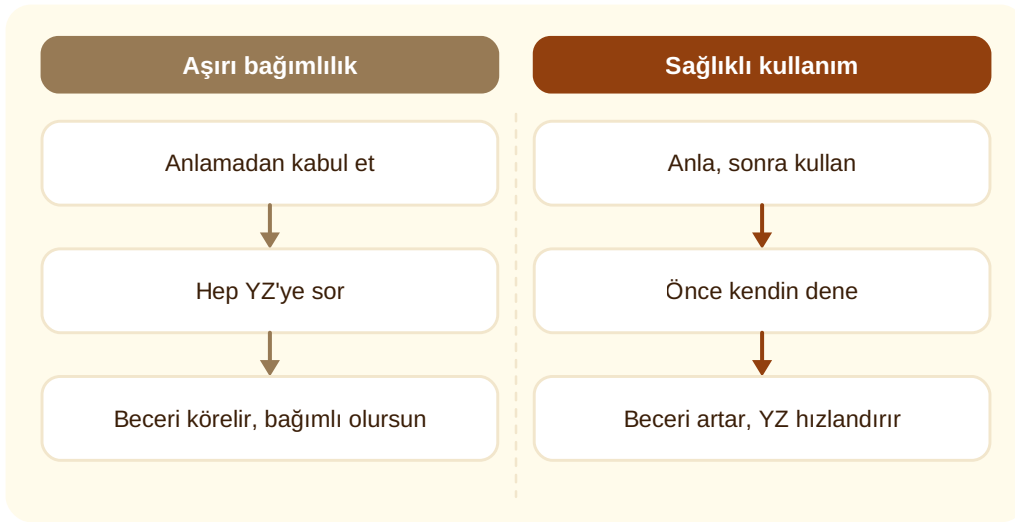 Aşırı bağımlılık
Anlamadan kabul et
Hep YZ'ye sor
Beceri körelir, bağımlı olursun
Sağlıklı kullanım
Anla, sonra kullan
Önce kendin dene
Beceri artar, YZ hızlandırır